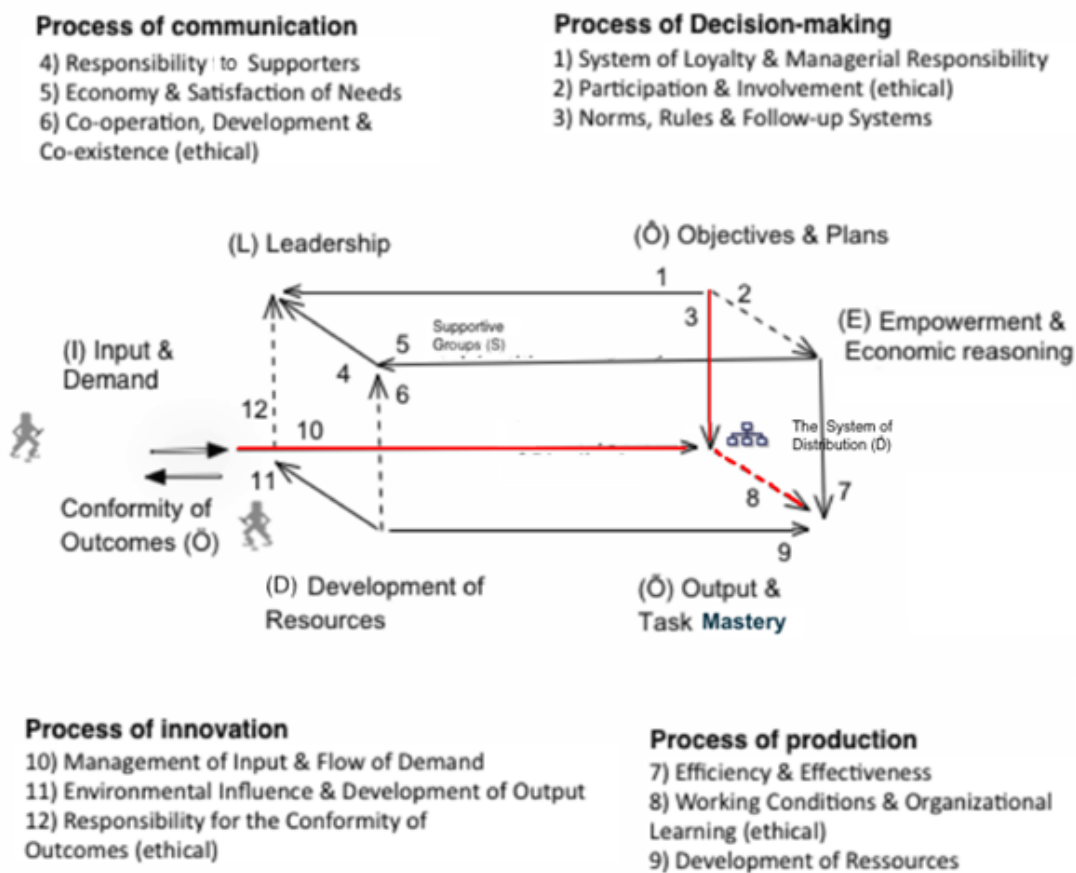 Process of communication
4) Responsibility to Supporters
5) Economy & Satisfaction of Needs
6) Co-operation, Development &
Co-existence (ethical)
Process of Decision-making
1) System of Loyalty & Managerial Responsibility
2) Participation & Involvement (ethical)
3) Norms, Rules & Follow-up Systems
(L) Leadership
(Ô) Objectives & Plans
1
2
3
(E) Empowerment &
Economic reasoning
Supportive
Groups (S)
5
4
6
(I) Input &
Demand
12
10
The System of
Distribution (Ď)
11
8
7
Conformity of
Outcomes (Ö)
9
(D) Development of
Resources
(Ō) Output &
Task Mastery
Process of innovation
10) Management of Input & Flow of Demand
11) Environmental Influence & Development of Output
12) Responsibility for the Conformity of
Outcomes (ethical)
Process of production
7) Efficiency & Effectiveness
8) Working Conditions & Organizational
Learning (ethical)
9) Development of Ressources